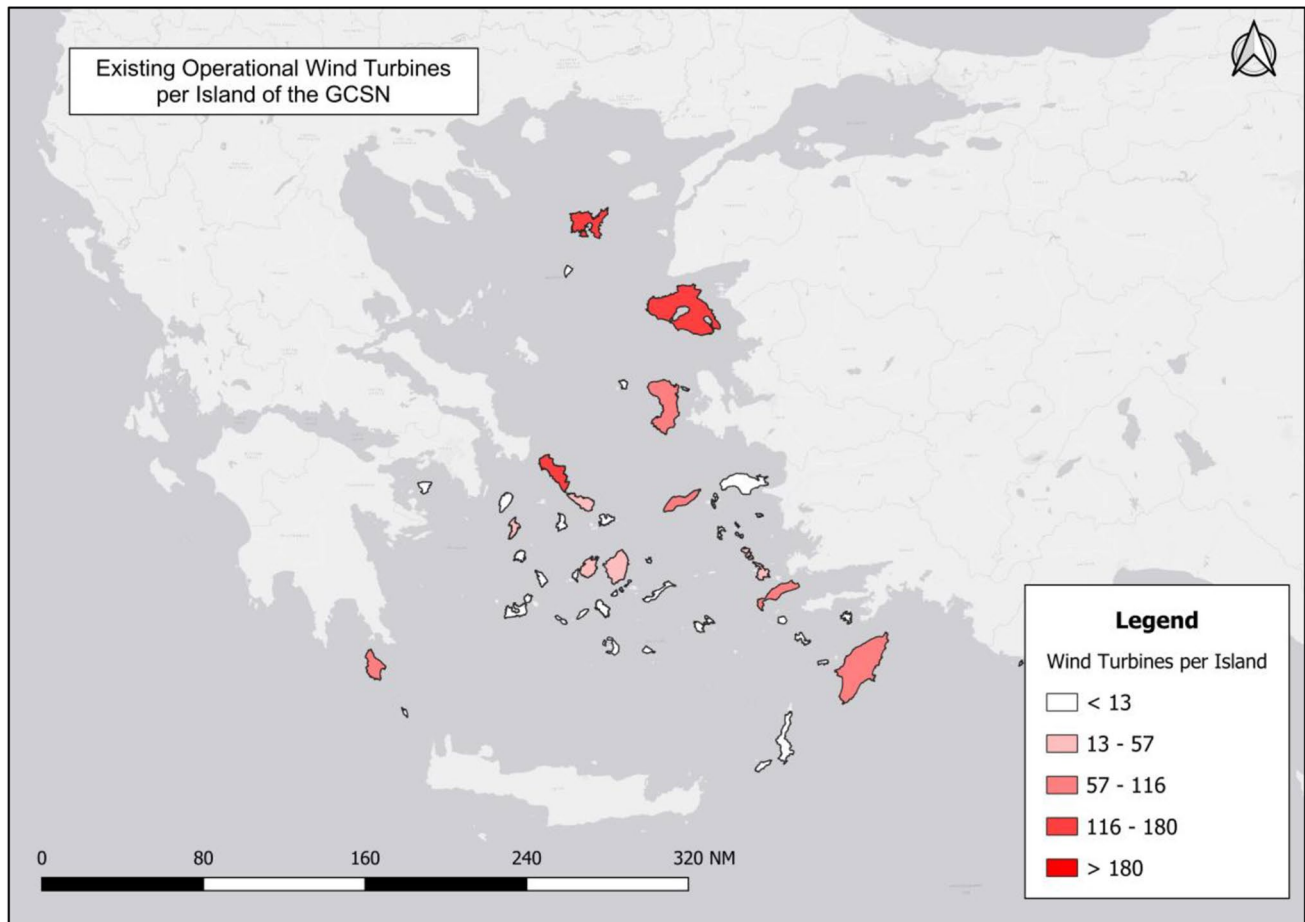 Existing Operational Wind Turbines
per Island of the GCSN
Legend
Wind Turbines per Island
< 13
13 - 57
57 - 116
116 - 180
> 180
0 80 160 240 320 NM